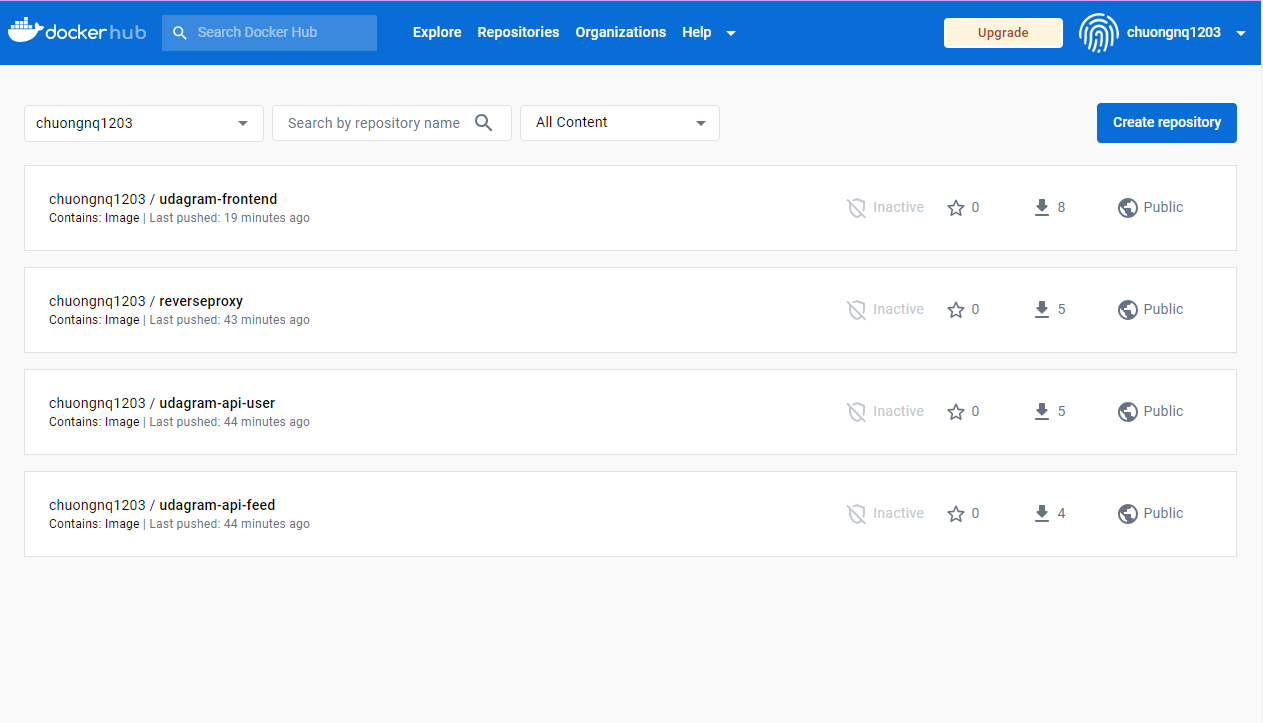 dockerhub Search Docker Hub Explore Repositories Organizations Help Upgrade chuongnq1203
chuongnq1203 Search by repository name All Content Create repository
chuongnq1203 / udagram-frontend
Contains: Image | Last pushed: 19 minutes ago
Inactive 0 8 Public
chuongnq1203 / reverseproxy
Contains: Image | Last pushed: 43 minutes ago
Inactive 0 5 Public
chuongnq1203 / udagram-api-user
Contains: Image | Last pushed: 44 minutes ago
Inactive 0 5 Public
chuongnq1203 / udagram-api-feed
Contains: Image | Last pushed: 44 minutes ago
Inactive 0 4 Public